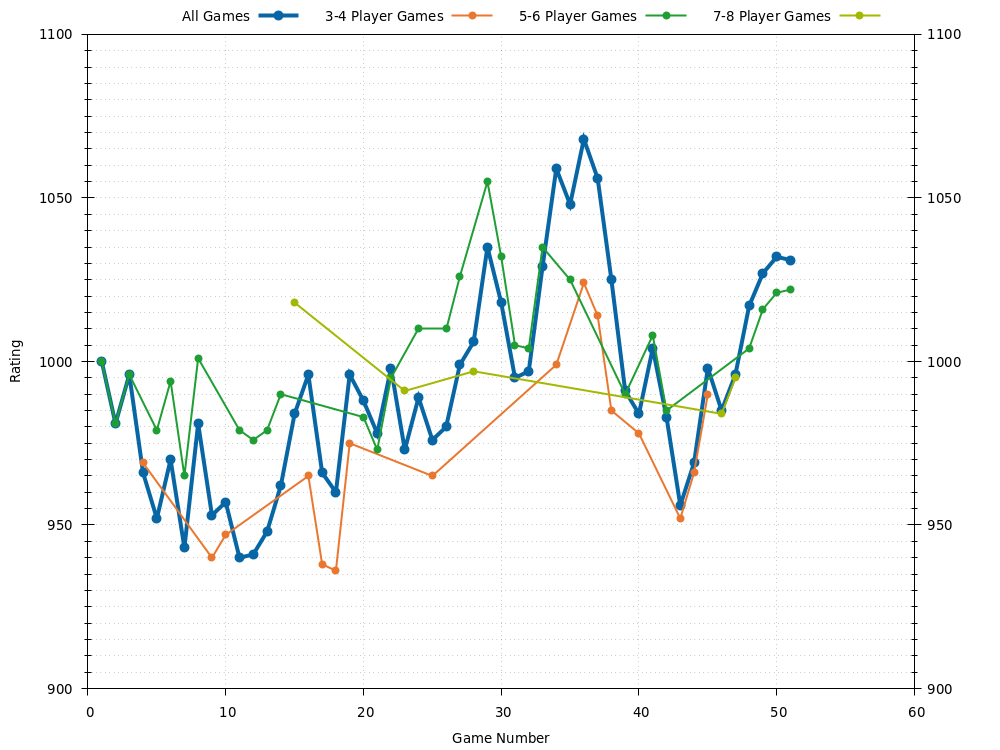 All Games 3-4 Player Games 5-6 Player Games 7-8 Player Games
1100 1100
1050 1050
1000 1000
Rating
950 950
900 900
0 10 20 30 40 50 60
Game Number